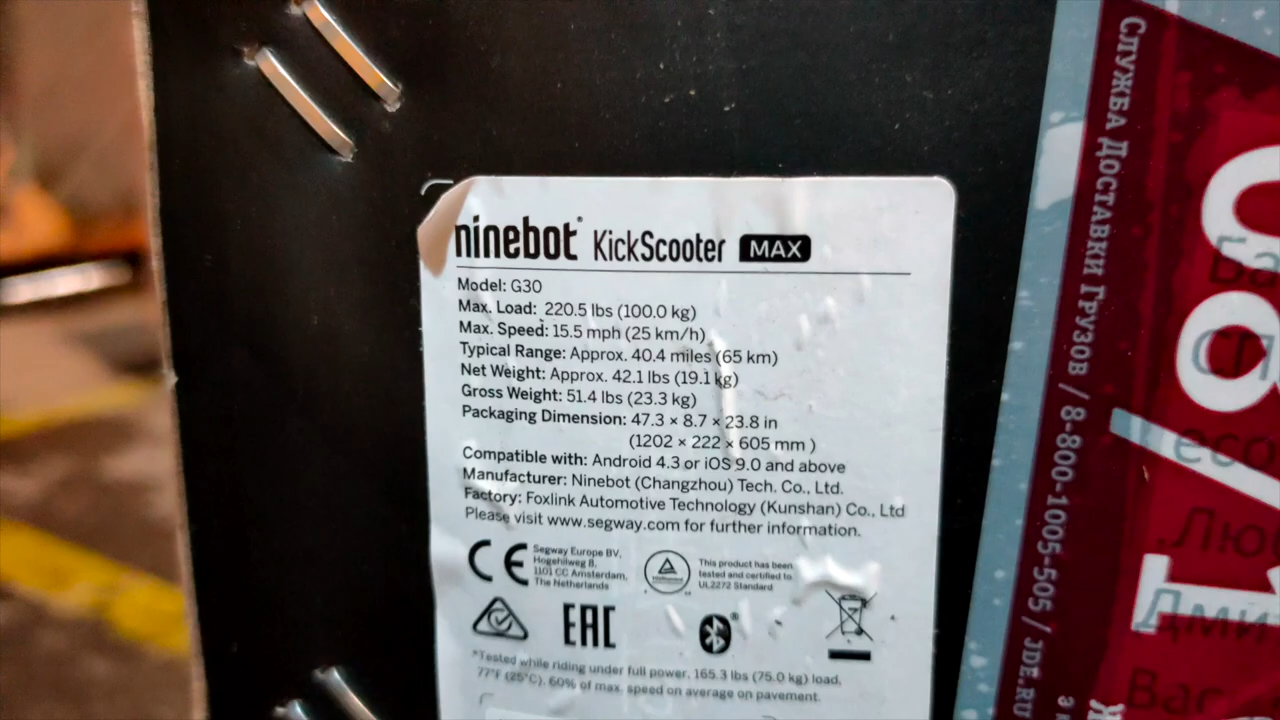 ninebot® KickScooter MAX
Model: G30
Max. Load: 220.5 lbs (100.0 kg)
Max. Speed: 15.5 mph (25 km/h)
Typical Range: Approx. 40.4 miles (65 km)
Net Weight: Approx. 42.1 lbs (19.1 kg)
Gross Weight: 51.4 lbs (23.3 kg)
Packaging Dimension: 47.3 × 8.7 × 23.8 in
(1202 × 222 × 605 mm )
Compatible with: Android 4.3 or iOS 9.0 and above
Manufacturer: Ninebot (Changzhou) Tech. Co., Ltd.
Factory: Foxlink Automotive Technology (Kunshan) Co., Ltd
Please visit www.segway.com for further information.
CE
Segway Europe BV,
Hogehilweg 8,
1101 CC Amsterdam,
The Netherlands
This product has been
tested and certified to
UL2272 Standard
EAC
*Tested while riding under full power, 165.3 lbs (75.0 kg) load,
77°F (25°C), 60% of max. speed on average on pavement.
Служба Доставки Грузов / 8-800-1005-505 / JDE.RU